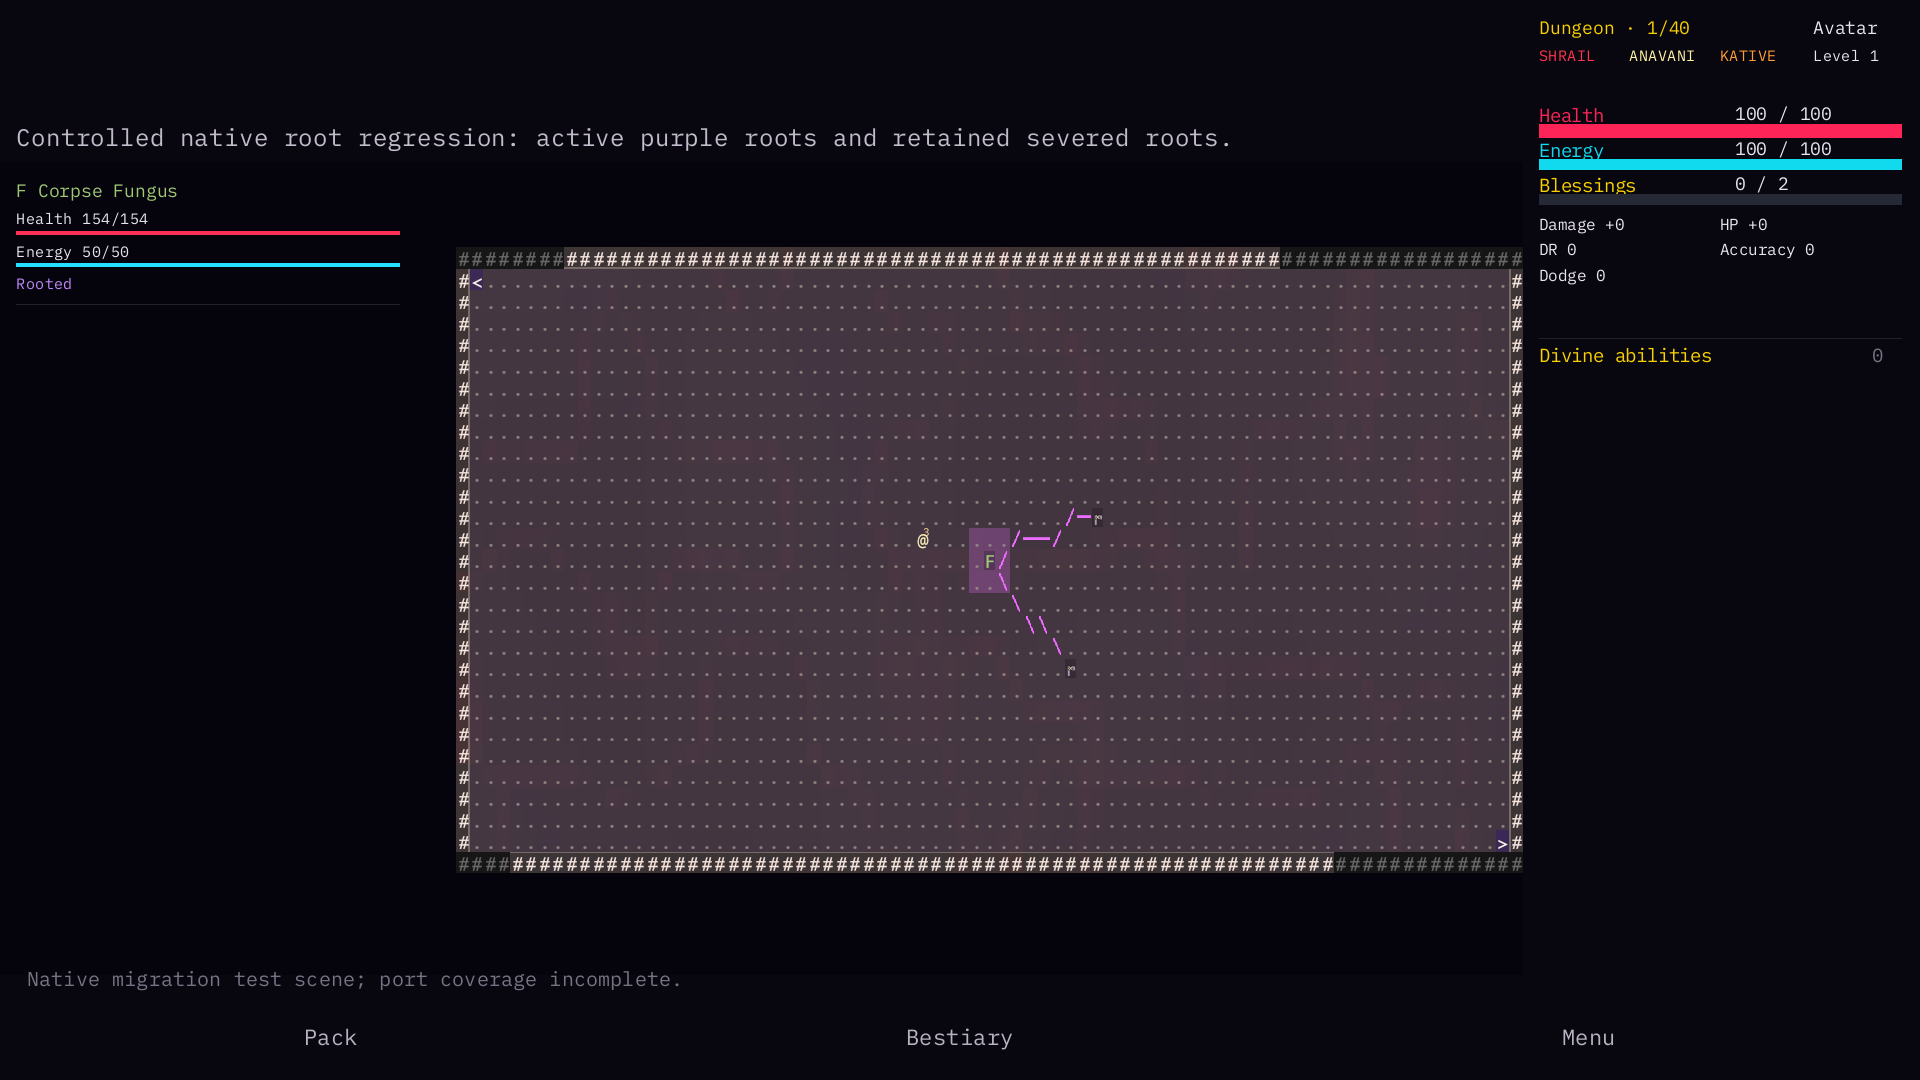 Dungeon · 1/40 Avatar
SHRAIL ANAVANI KATIVE Level 1
Health 100 / 100
Energy 100 / 100
Blessings 0 / 2
Damage +0 HP +0
DR 0 Accuracy 0
Dodge 0
Divine abilities 0
Controlled native root regression: active purple roots and retained severed roots.
F Corpse Fungus
Health 154/154
Energy 50/50
Rooted
<
@3
F
>
Native migration test scene; port coverage incomplete.
Pack Bestiary Menu